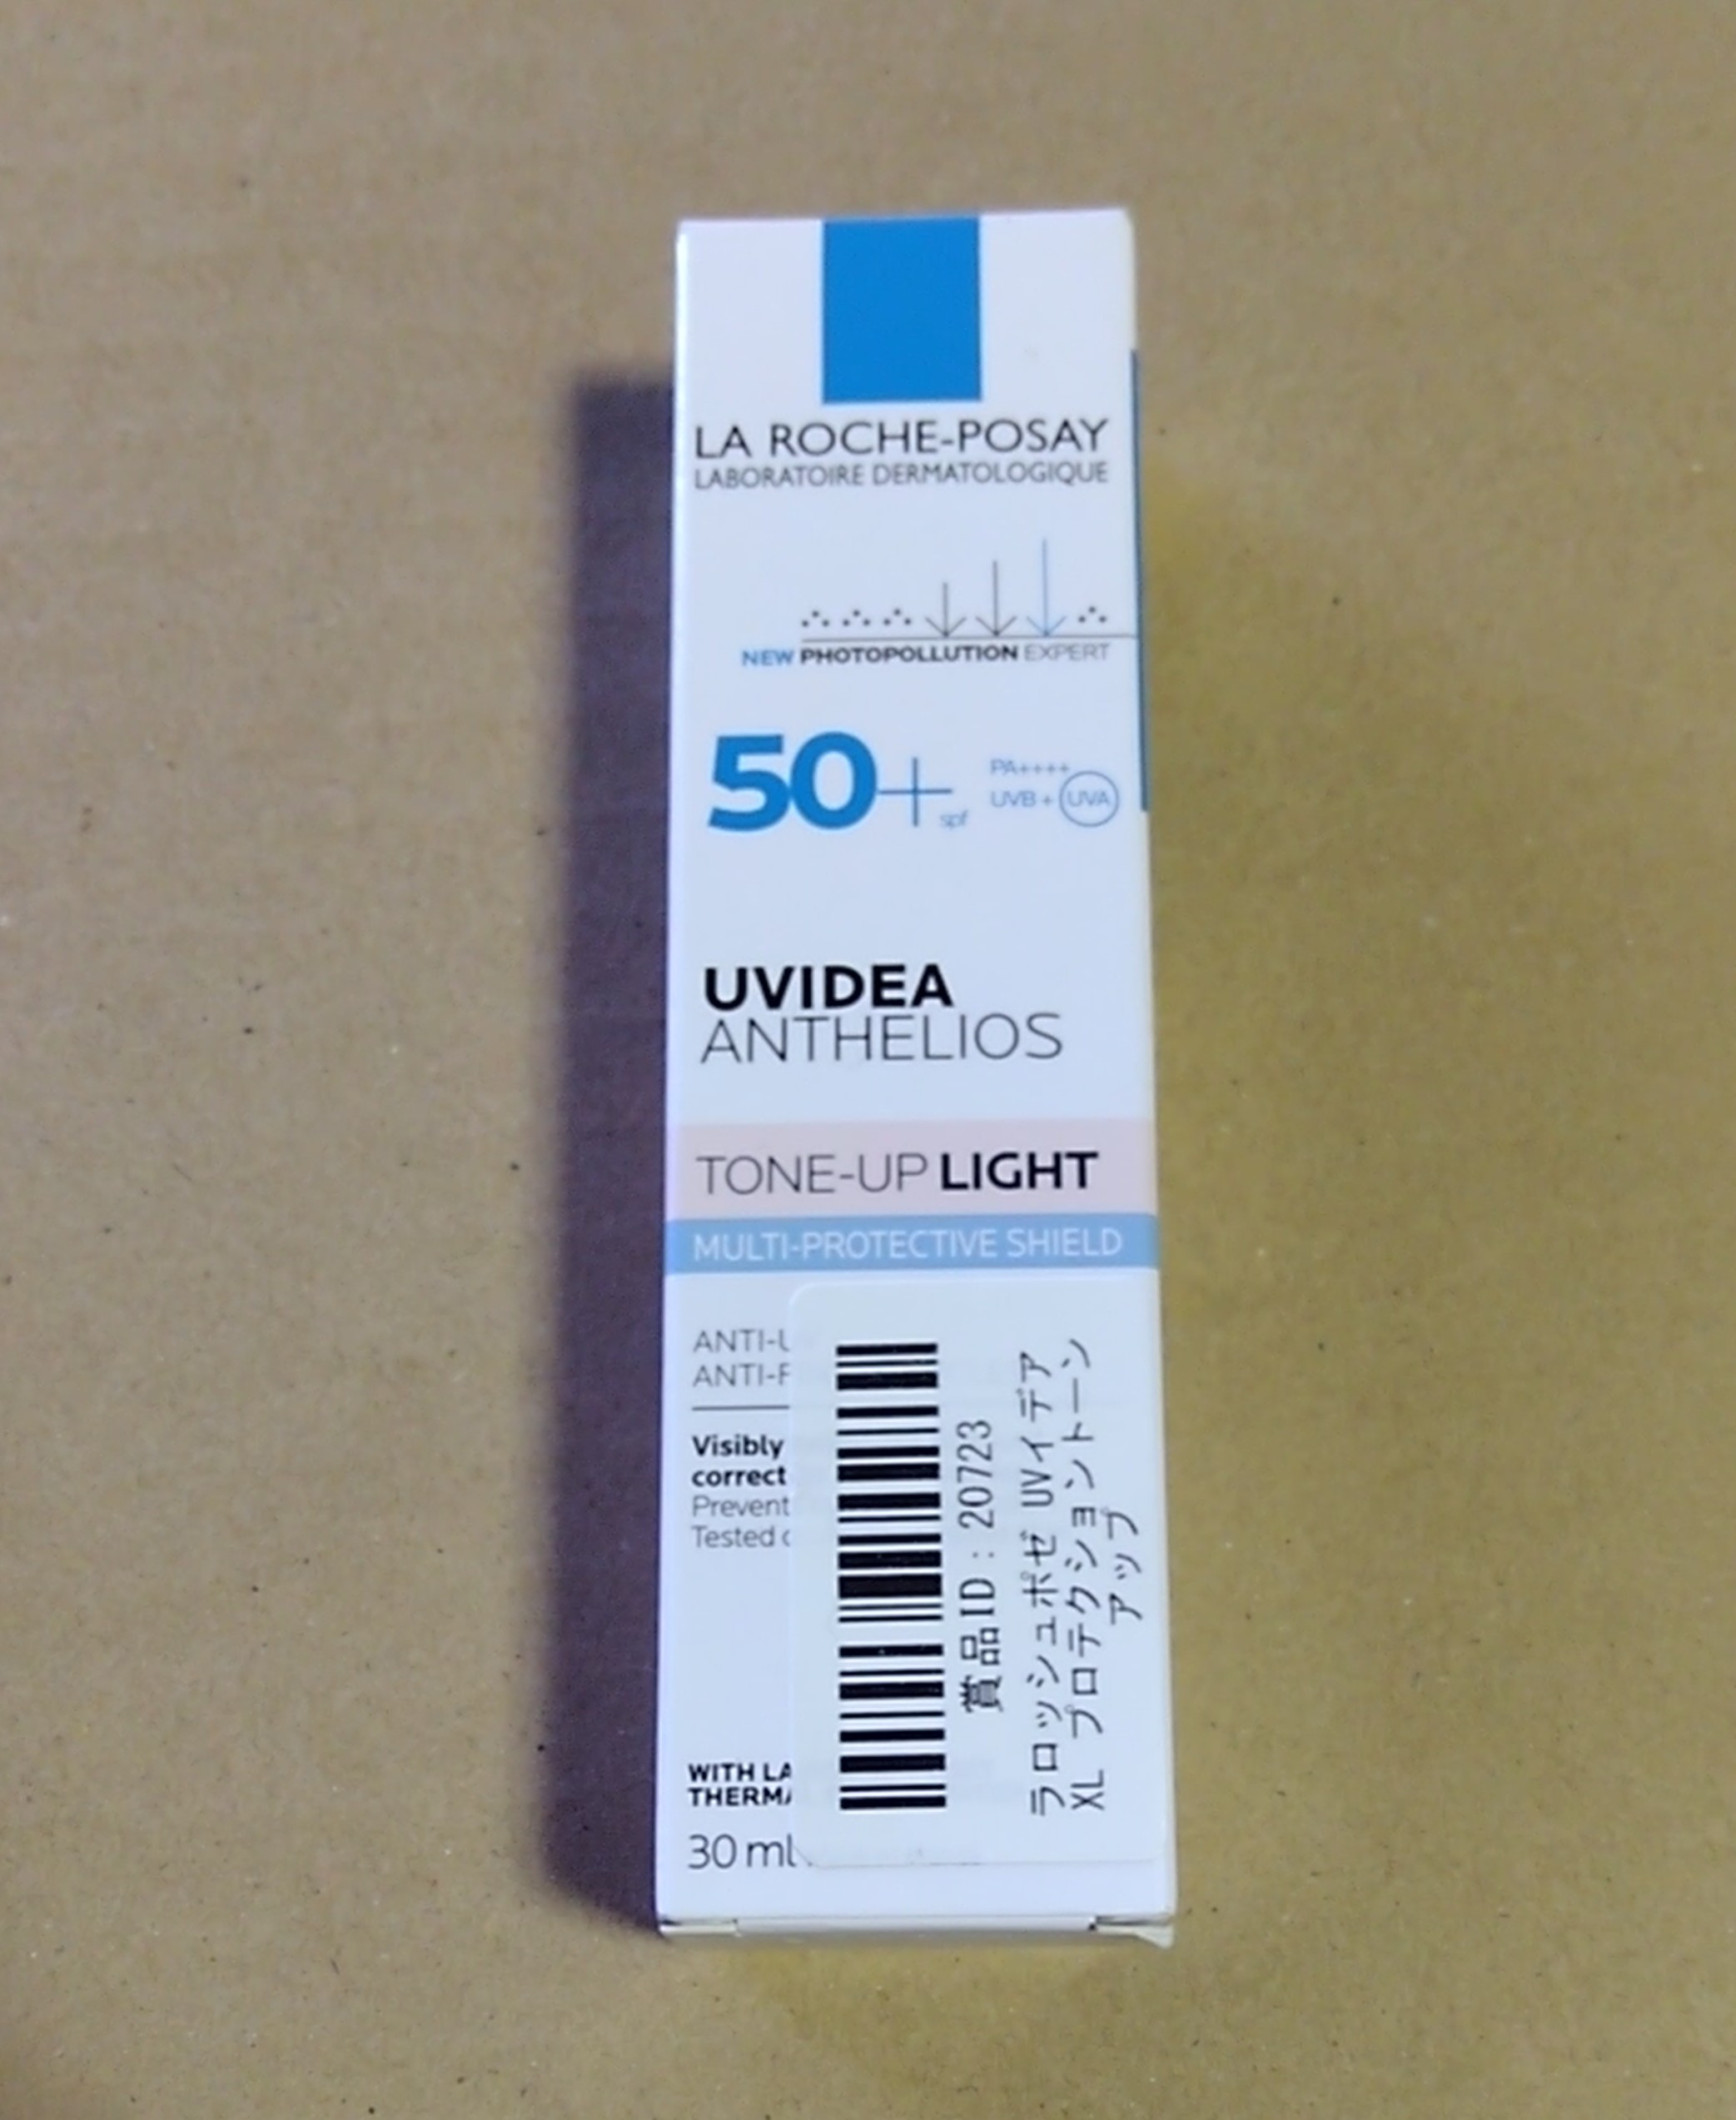 LA ROCHE-POSAY
LABORATOIRE DERMATOLOGIQUE
NEW PHOTOPOLLUTION EXPERT
50+ spf
PA++++
UVB + UVA
UVIDEA
ANTHELIOS
TONE-UP LIGHT
MULTI-PROTECTIVE SHIELD
ANTI-U
ANTI-F
Visibly
correct
Prevent
Tested
WITH LA
THERMA
30 ml
賞品ID : 20723
ラロッシュポゼ UVイデア
XL プロテクショントーン
アップ